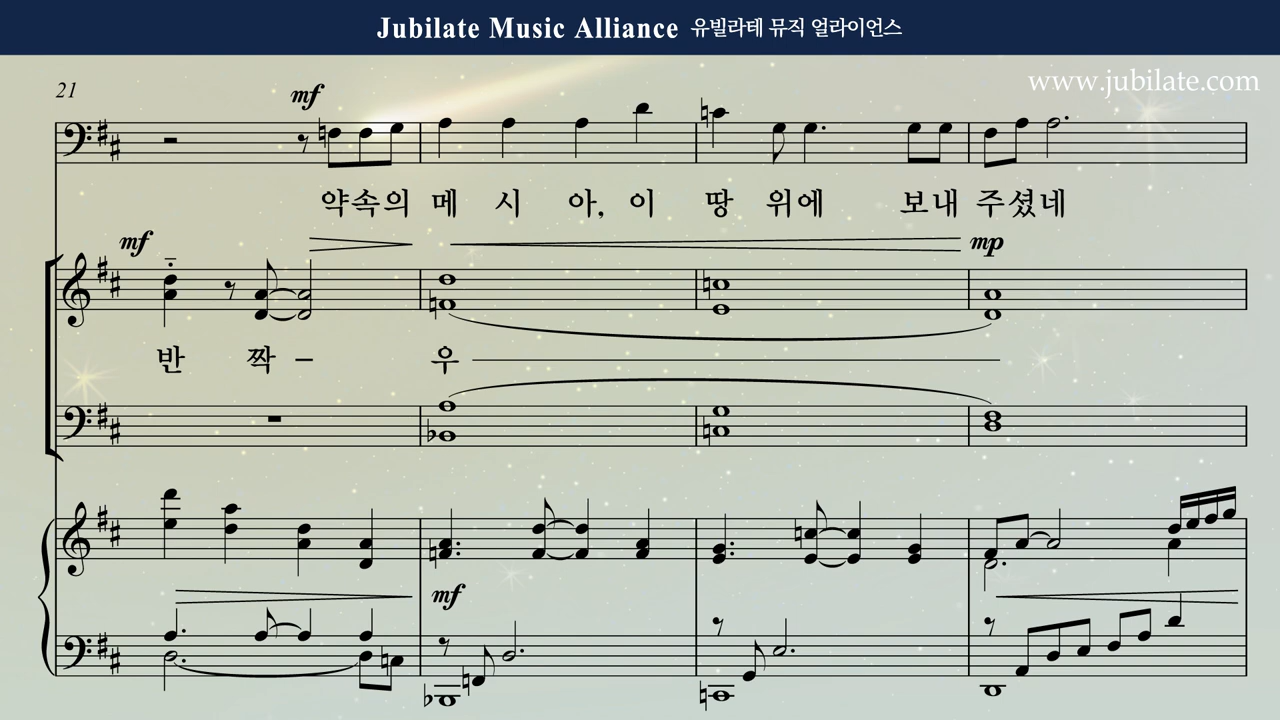 Jubilate Music Alliance 유빌라테 뮤직 얼라이언스
www.jubilate.com
21
mf
약속의 메 시 아, 이 땅 위에 보내 주셨네
mf mp
반 짝 – 우
mf